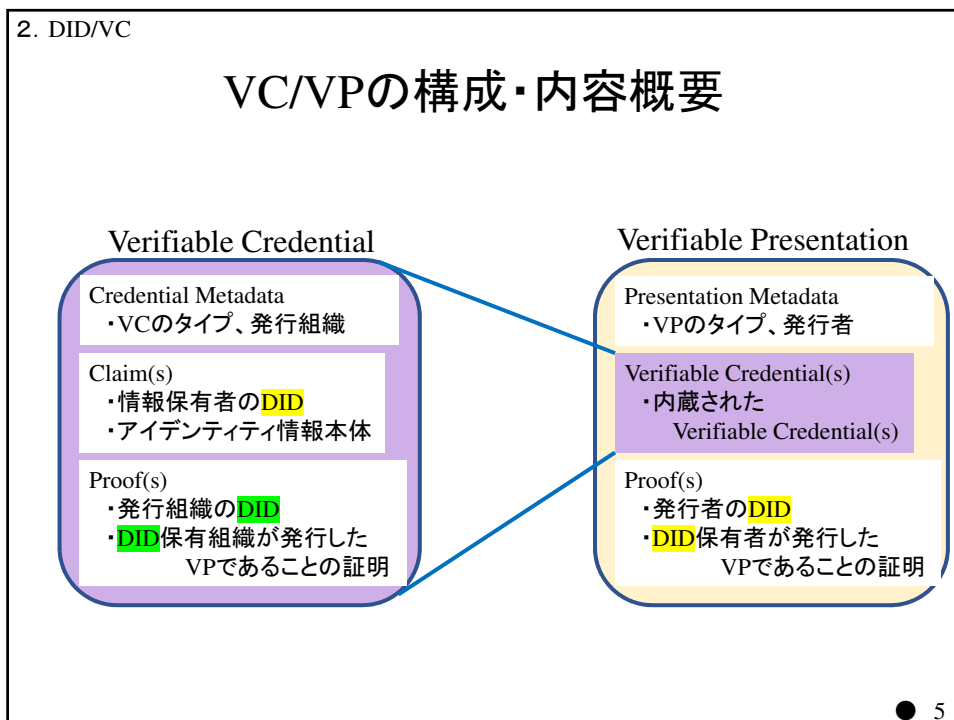 ２．DID/VC
VC/VPの構成・内容概要
Verifiable Credential
Credential Metadata
・VCのタイプ、発行組織
Claim(s)
・情報保有者のDID
・アイデンティティ情報本体
Proof(s)
・発行組織のDID
・DID保有組織が発行した
VPであることの証明
Verifiable Presentation
Presentation Metadata
・VPのタイプ、発行者
Verifiable Credential(s)
・内蔵された
Verifiable Credential(s)
Proof(s)
・発行者のDID
・DID保有者が発行した
VPであることの証明
● 5